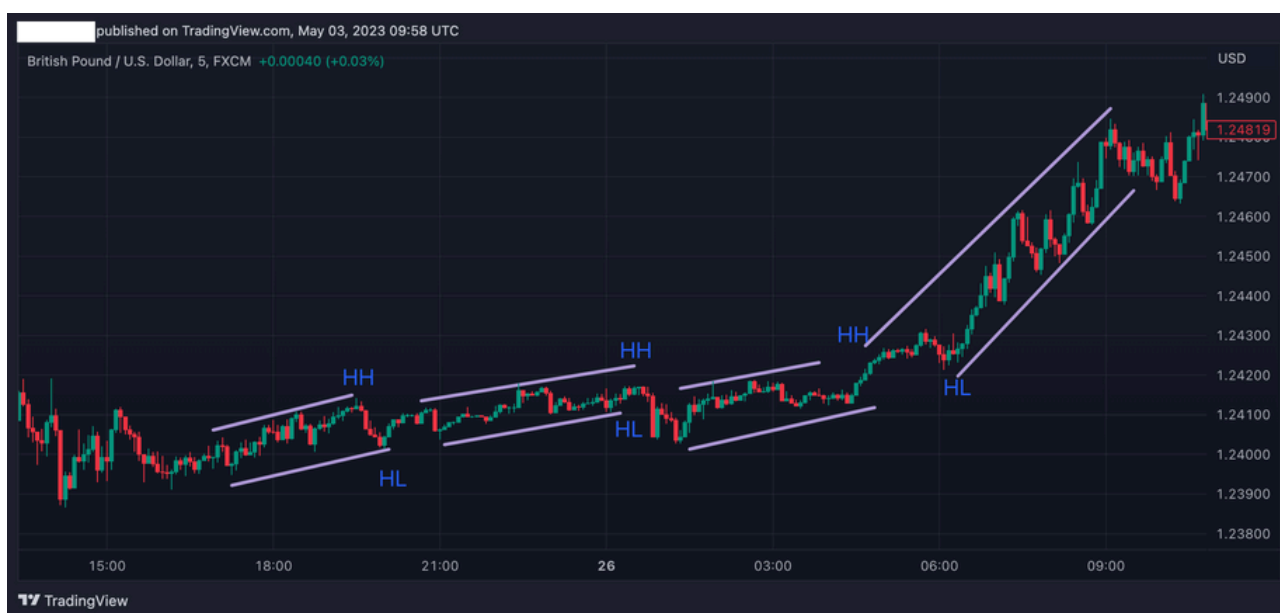 published on TradingView.com, May 03, 2023 09:58 UTC
British Pound / U.S. Dollar, 5, FXCM +0.00040 (+0.03%)
USD
1.24900
1.24819
1.24700
1.24600
1.24500
1.24400
HH
1.24300
HH
HH
1.24200
HL
1.24100
HL
1.24000
HL
1.23900
1.23800
15:00 18:00 21:00 26 03:00 06:00 09:00
TradingView